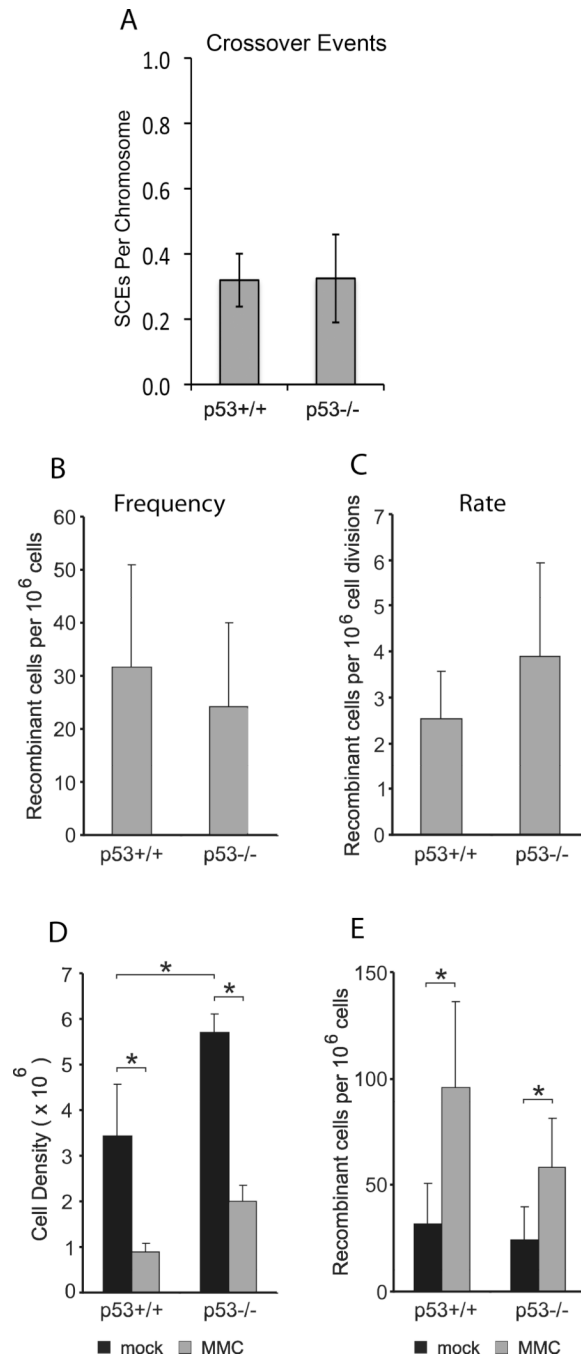 A
Crossover Events
SCEs Per Chromosome
1.0
0.8
0.6
0.4
0.2
0.0
p53+/+ p53-/-
B
Frequency
Recombinant cells per 10^6 cells
60
50
40
30
20
10
0
p53+/+ p53-/-
C
Rate
Recombinant cells per 10^6 cell divisions
7
6
5
4
3
2
1
0
p53+/+ p53-/-
D
Cell Density ( x 10^6 )
7
6
5
4
3
2
1
0
*
*
*
p53+/+ p53-/-
mock MMC
E
Recombinant cells per 10^6 cells
150
100
50
0
*
*
p53+/+ p53-/-
mock MMC